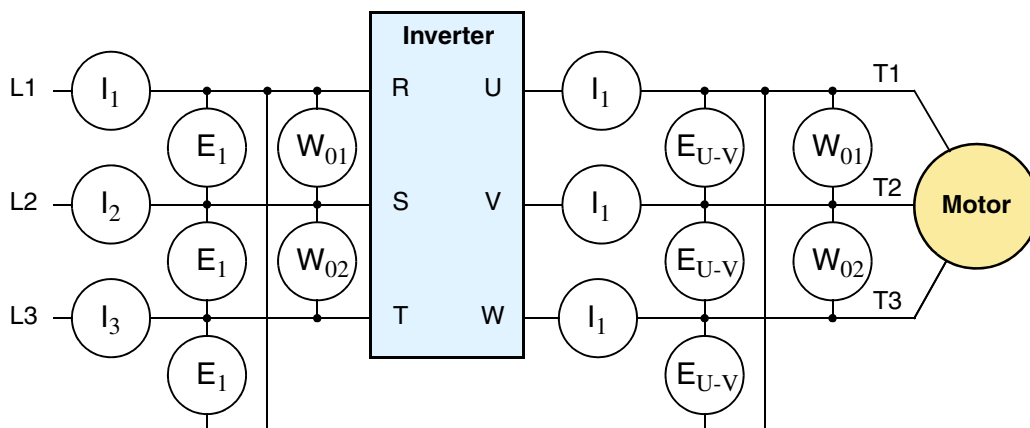 Inverter
L1 I1 R U I1 T1
E1 W01 EU-V W01
L2 I2 S V I1 T2
Motor
E1 W02 EU-V W02
L3 I3 T W I1 T3
E1 EU-V